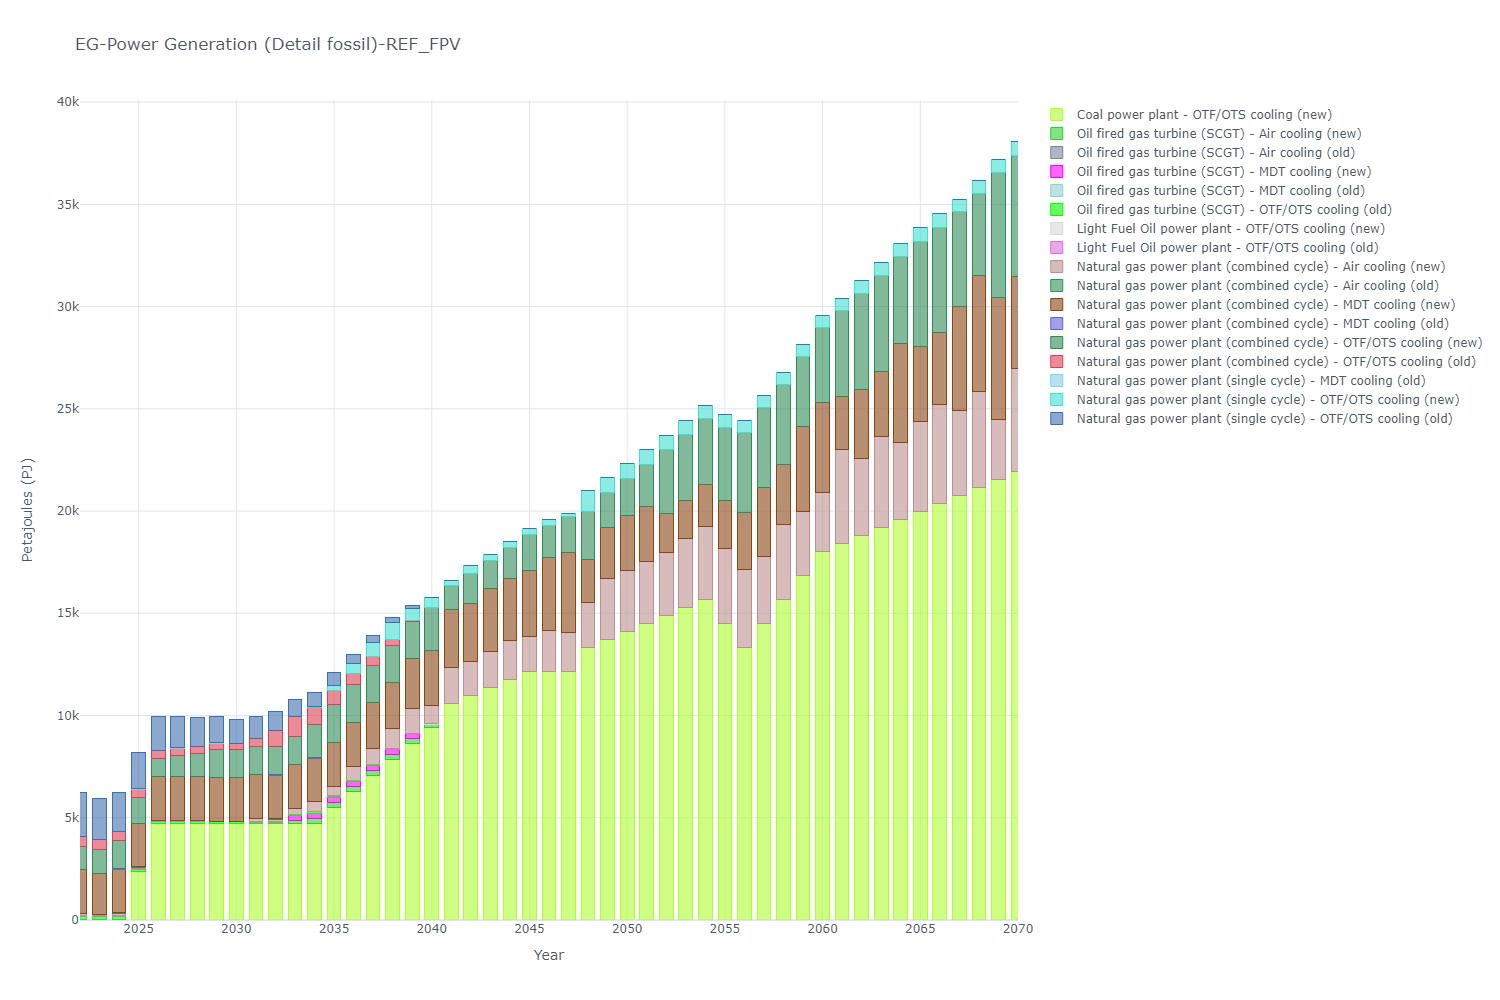 EG-Power Generation (Detail fossil)-REF_FPV
40k
35k
30k
25k
20k
15k
10k
5k
0
Petajoules (PJ)
2025
2030
2035
2040
2045
2050
2055
2060
2065
2070
Year
Coal power plant - OTF/OTS cooling (new)
Oil fired gas turbine (SCGT) - Air cooling (new)
Oil fired gas turbine (SCGT) - Air cooling (old)
Oil fired gas turbine (SCGT) - MDT cooling (new)
Oil fired gas turbine (SCGT) - MDT cooling (old)
Oil fired gas turbine (SCGT) - OTF/OTS cooling (old)
Light Fuel Oil power plant - OTF/OTS cooling (new)
Light Fuel Oil power plant - OTF/OTS cooling (old)
Natural gas power plant (combined cycle) - Air cooling (new)
Natural gas power plant (combined cycle) - Air cooling (old)
Natural gas power plant (combined cycle) - MDT cooling (new)
Natural gas power plant (combined cycle) - MDT cooling (old)
Natural gas power plant (combined cycle) - OTF/OTS cooling (new)
Natural gas power plant (combined cycle) - OTF/OTS cooling (old)
Natural gas power plant (single cycle) - MDT cooling (old)
Natural gas power plant (single cycle) - OTF/OTS cooling (new)
Natural gas power plant (single cycle) - OTF/OTS cooling (old)